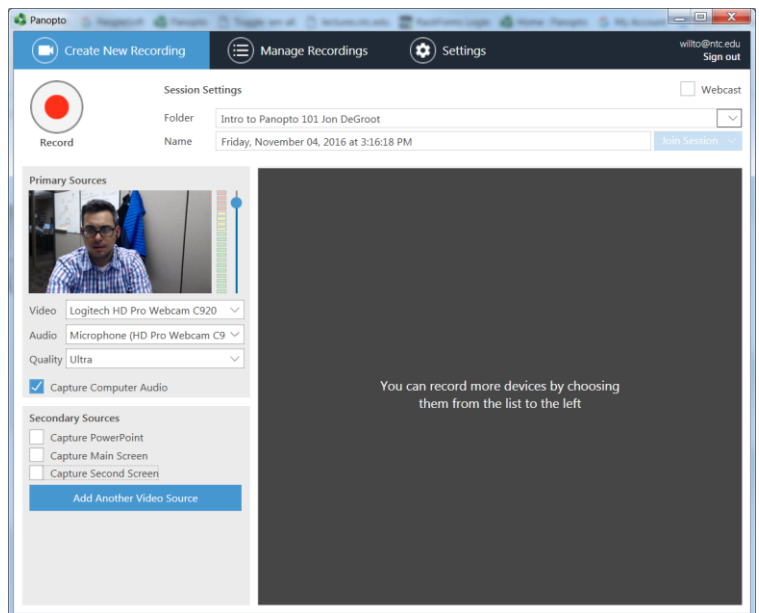 Panopto
Create New Recording
Manage Recordings
Settings
willto@ntc.edu
Sign out
Record
Session Settings
Webcast
Folder
Intro to Panopto 101 Jon DeGroot
Name
Friday, November 04, 2016 at 3:16:18 PM
Join Session
Primary Sources
Video Logitech HD Pro Webcam C920
Audio Microphone (HD Pro Webcam C9
Quality Ultra
Capture Computer Audio
Secondary Sources
Capture PowerPoint
Capture Main Screen
Capture Second Screen
Add Another Video Source
You can record more devices by choosing
them from the list to the left